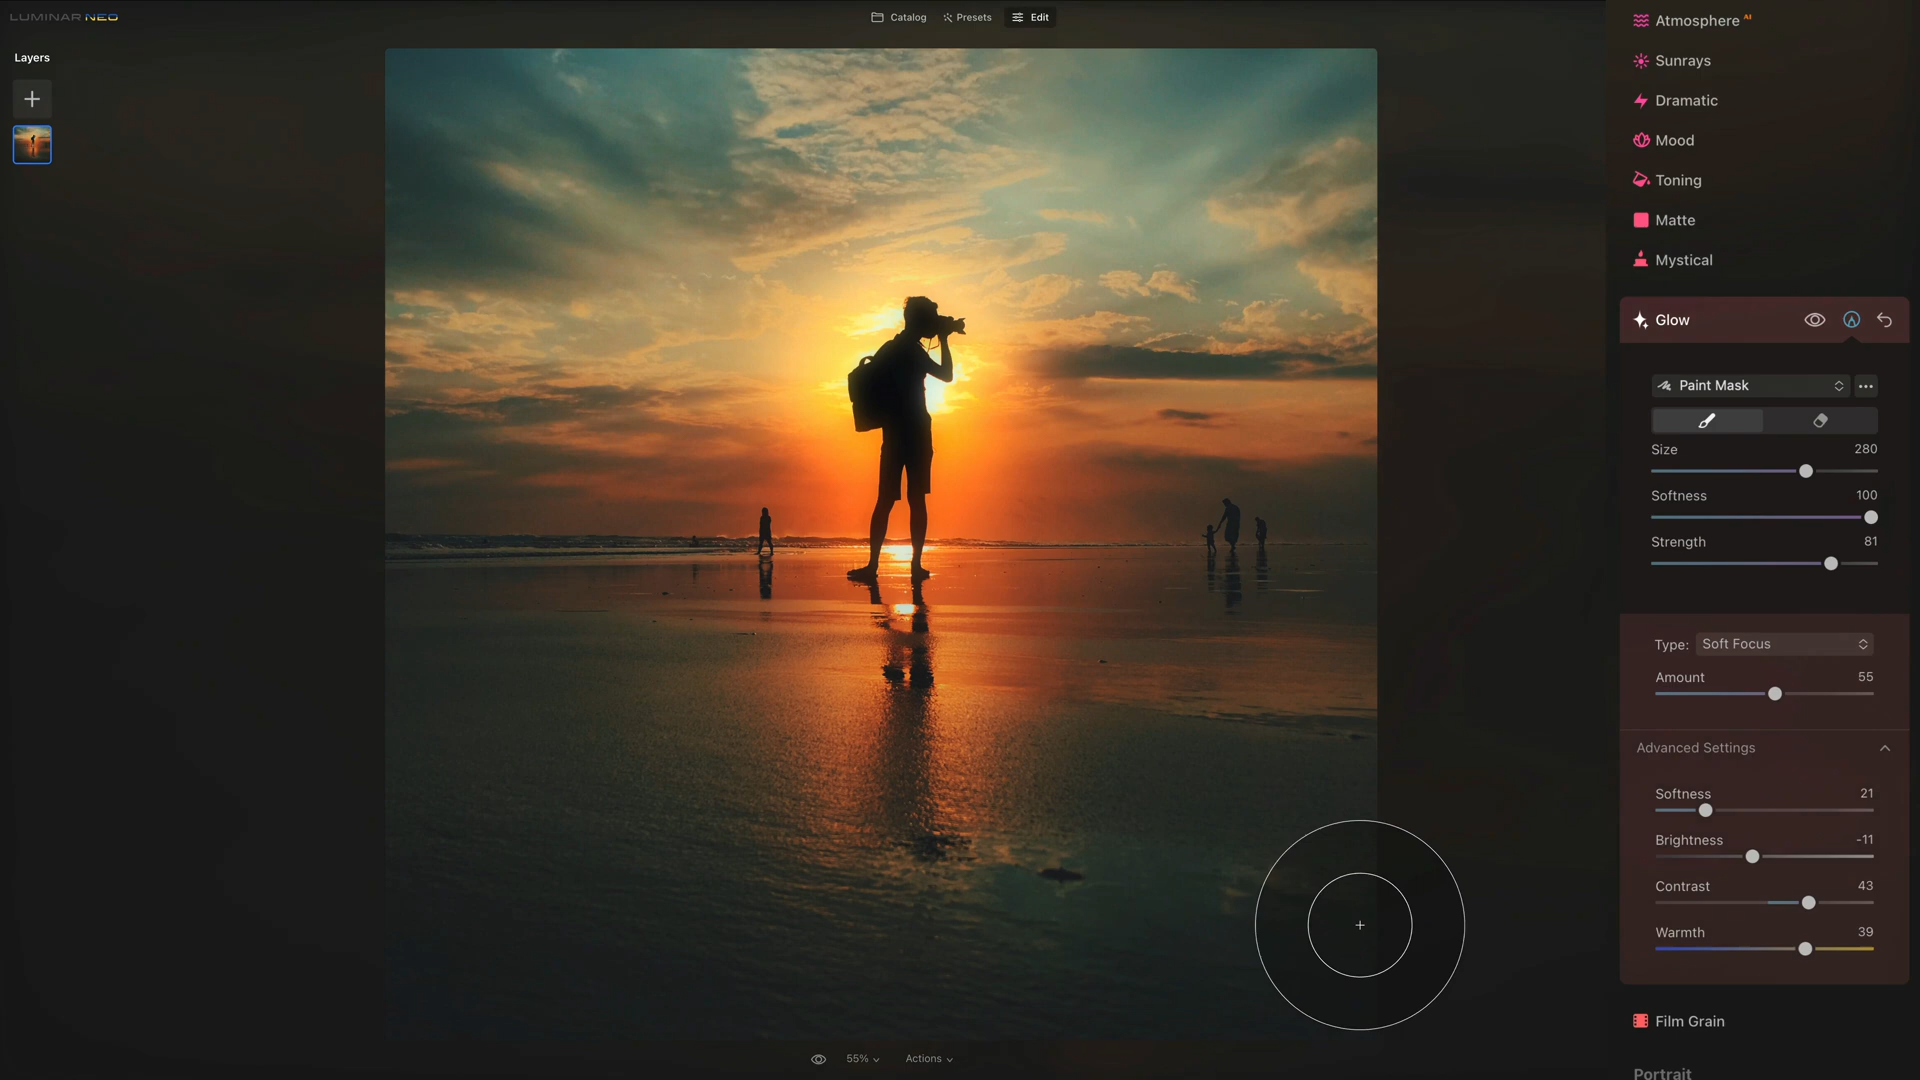 LUMINAR NEO
Catalog
Presets
Edit
Layers
Atmosphere AI
Sunrays
Dramatic
Mood
Toning
Matte
Mystical
Glow
Paint Mask
Size 280
Softness 100
Strength 81
Type: Soft Focus
Amount 55
Advanced Settings
Softness 21
Brightness -11
Contrast 43
Warmth 39
Film Grain
Portrait
55%
Actions